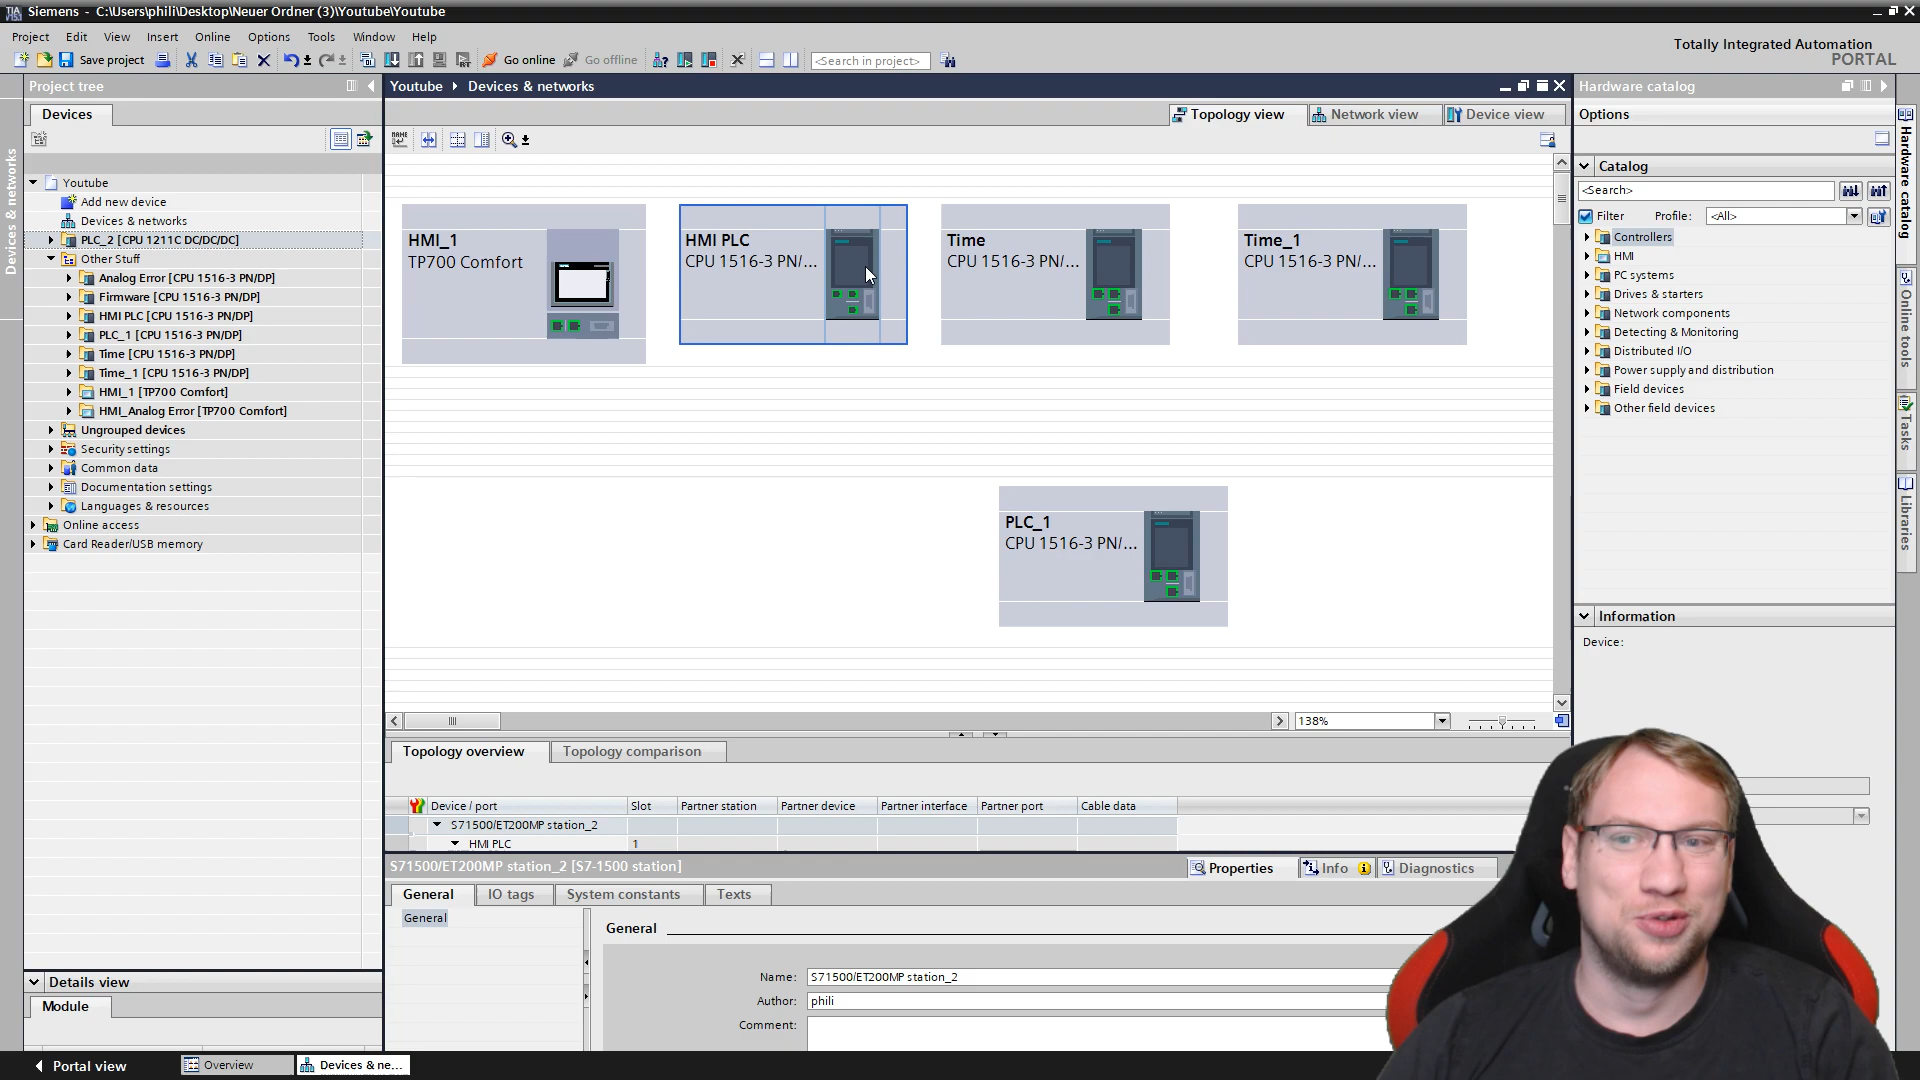 Siemens - C:\Users\phili\Desktop\Neuer Ordner (3)\Youtube\Youtube
Project Edit View Insert Online Options Tools Window Help
Totally Integrated Automation
PORTAL
Save project
Go online
Go offline
<Search in project>
Project tree
Youtube Devices & networks
Hardware catalog
Devices
Topology view
Network view
Device view
Options
Devices & networks
Youtube
Add new device
Devices & networks
PLC_2 [CPU 1211C DC/DC/DC]
Other Stuff
Analog Error [CPU 1516-3 PN/DP]
Firmware [CPU 1516-3 PN/DP]
HMI PLC [CPU 1516-3 PN/DP]
PLC_1 [CPU 1516-3 PN/DP]
Time [CPU 1516-3 PN/DP]
Time_1 [CPU 1516-3 PN/DP]
HMI_1 [TP700 Comfort]
HMI_Analog Error [TP700 Comfort]
Ungrouped devices
Security settings
Common data
Documentation settings
Languages & resources
Online access
Card Reader/USB memory
HMI_1
TP700 Comfort
HMI PLC
CPU 1516-3 PN/...
Time
CPU 1516-3 PN/...
Time_1
CPU 1516-3 PN/...
PLC_1
CPU 1516-3 PN/...
138%
Catalog
<Search>
Filter
Profile:
<All>
Controllers
HMI
PC systems
Drives & starters
Network components
Detecting & Monitoring
Distributed I/O
Power supply and distribution
Field devices
Other field devices
Information
Device:
Hardware catalog
Online tools
Tasks
Libraries
Topology overview
Topology comparison
Device / port Slot Partner station Partner device Partner interface Partner port Cable data
S71500/ET200MP station_2
HMI PLC 1
S71500/ET200MP station_2 [S7-1500 station]
Properties
Info
Diagnostics
General
IO tags
System constants
Texts
General
General
Name: S71500/ET200MP station_2
Author: phili
Comment:
Details view
Module
Portal view
Overview
Devices & ne...